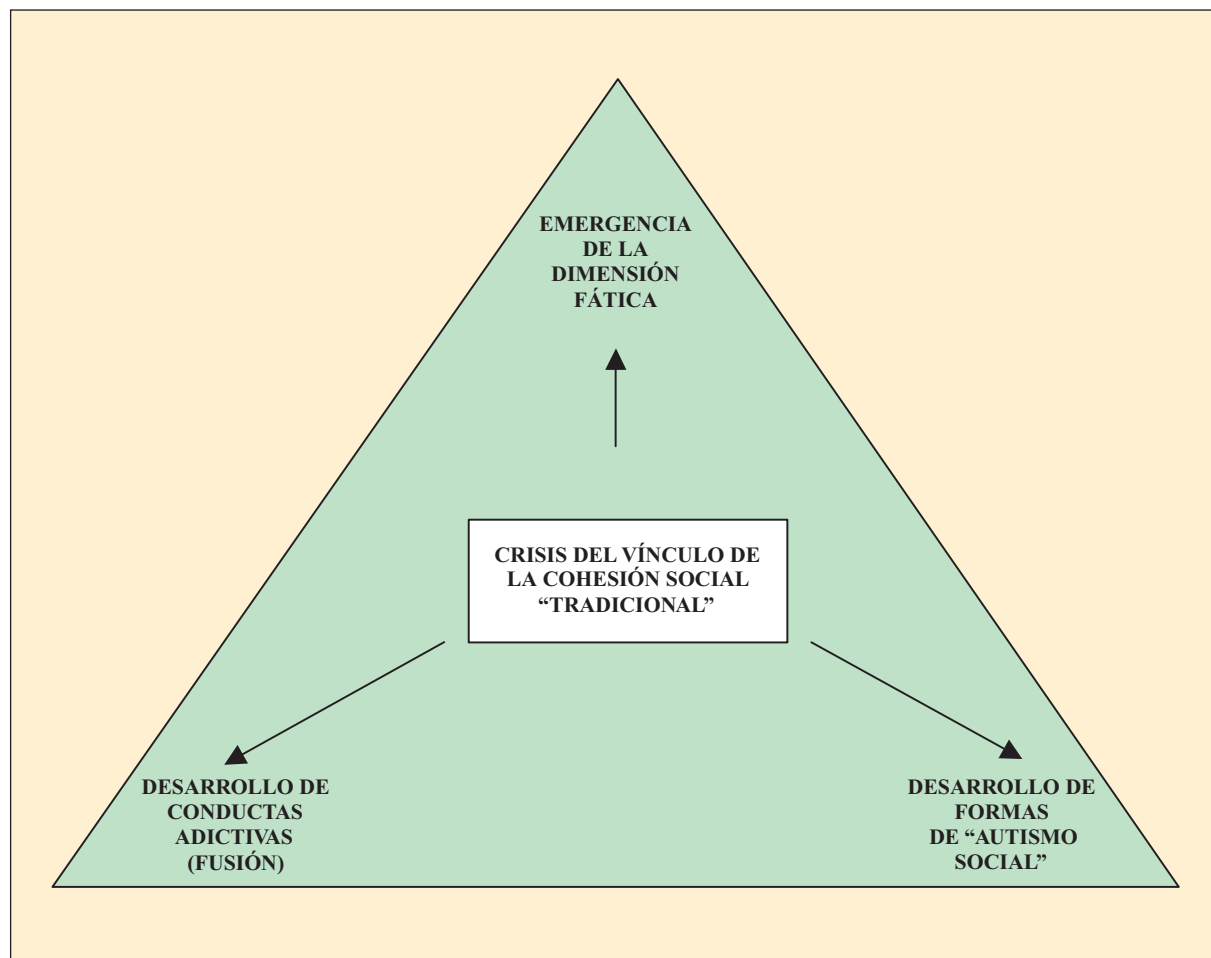 EMERGENCIA
DE LA
DIMENSIÓN
FÁTICA
CRISIS DEL VÍNCULO DE
LA COHESIÓN SOCIAL
“TRADICIONAL”
DESARROLLO DE
CONDUCTAS
ADICTIVAS
(FUSIÓN)
DESARROLLO DE
FORMAS
DE “AUTISMO
SOCIAL”